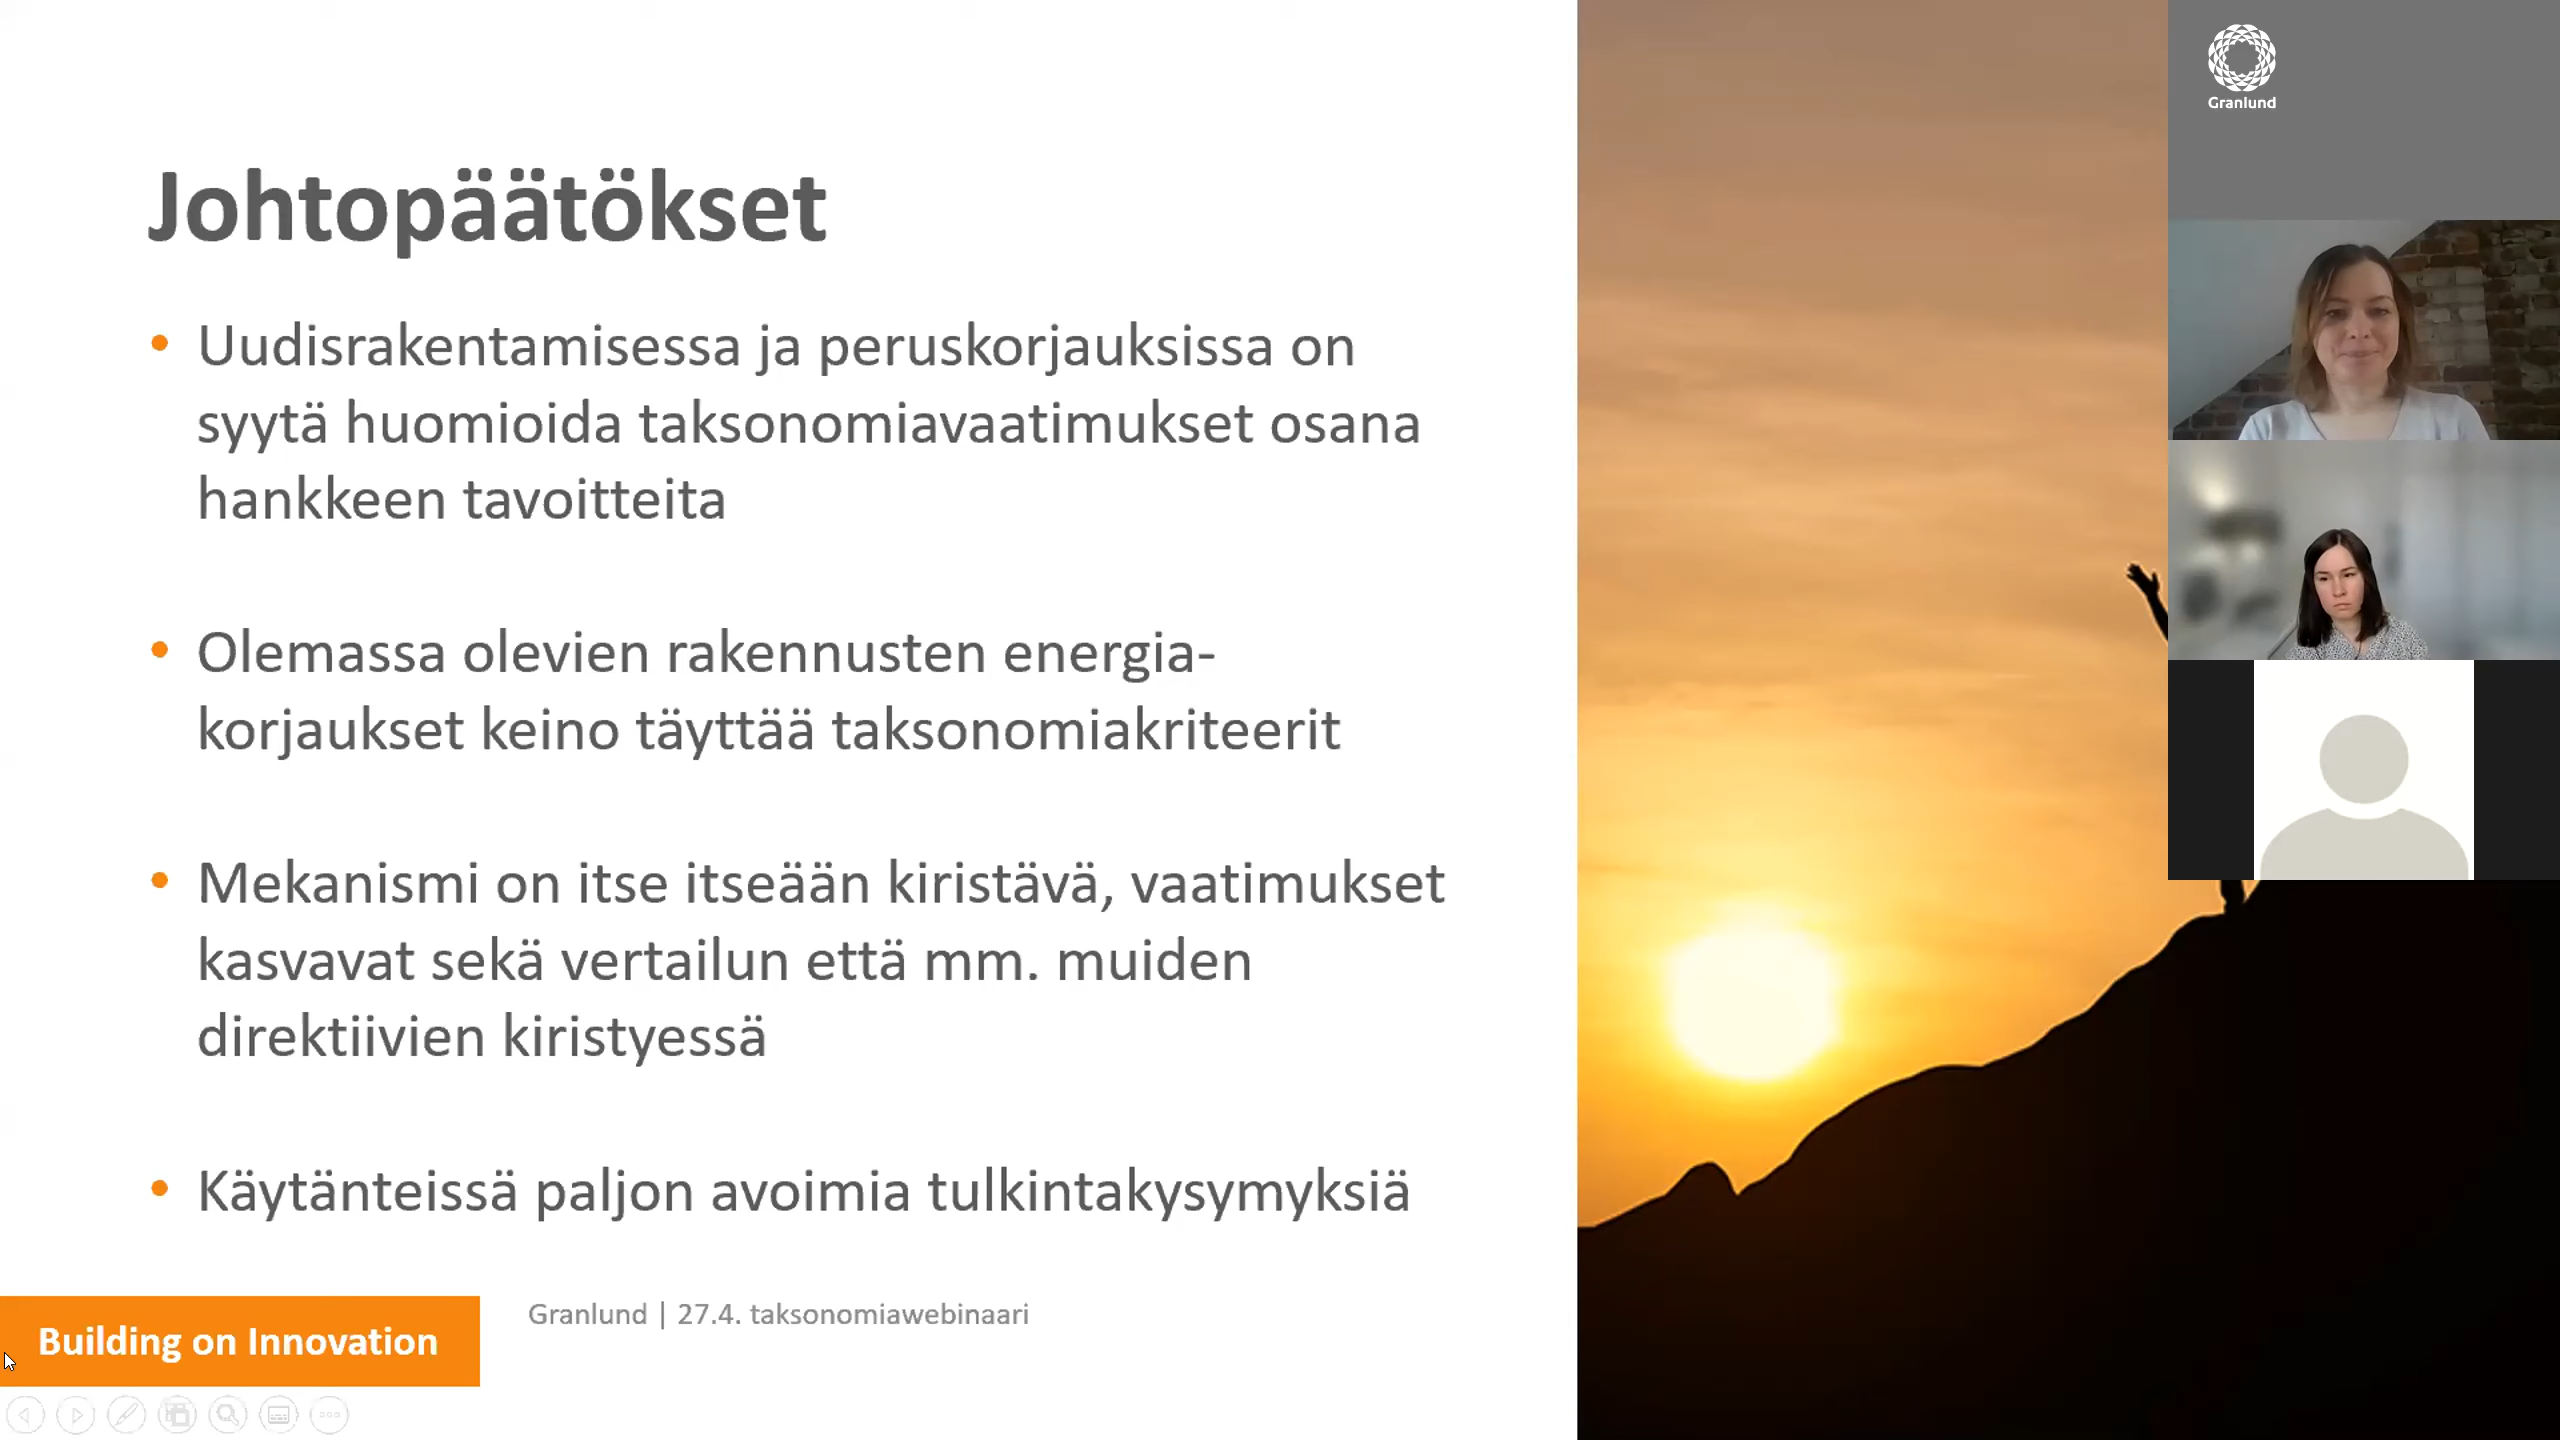 Johtopäätökset
• Uudisrakentamisessa ja peruskorjauksissa on
syytä huomioida taksonomiavaatimukset osana
hankkeen tavoitteita
• Olemassa olevien rakennusten energia-
korjaukset keino täyttää taksonomiakriteerit
• Mekanismi on itse itseään kiristävä, vaatimukset
kasvavat sekä vertailun että mm. muiden
direktiivien kiristyessä
• Käytänteissä paljon avoimia tulkintakysymyksiä
Building on Innovation
Granlund | 27.4. taksonomiawebinaari
Granlund